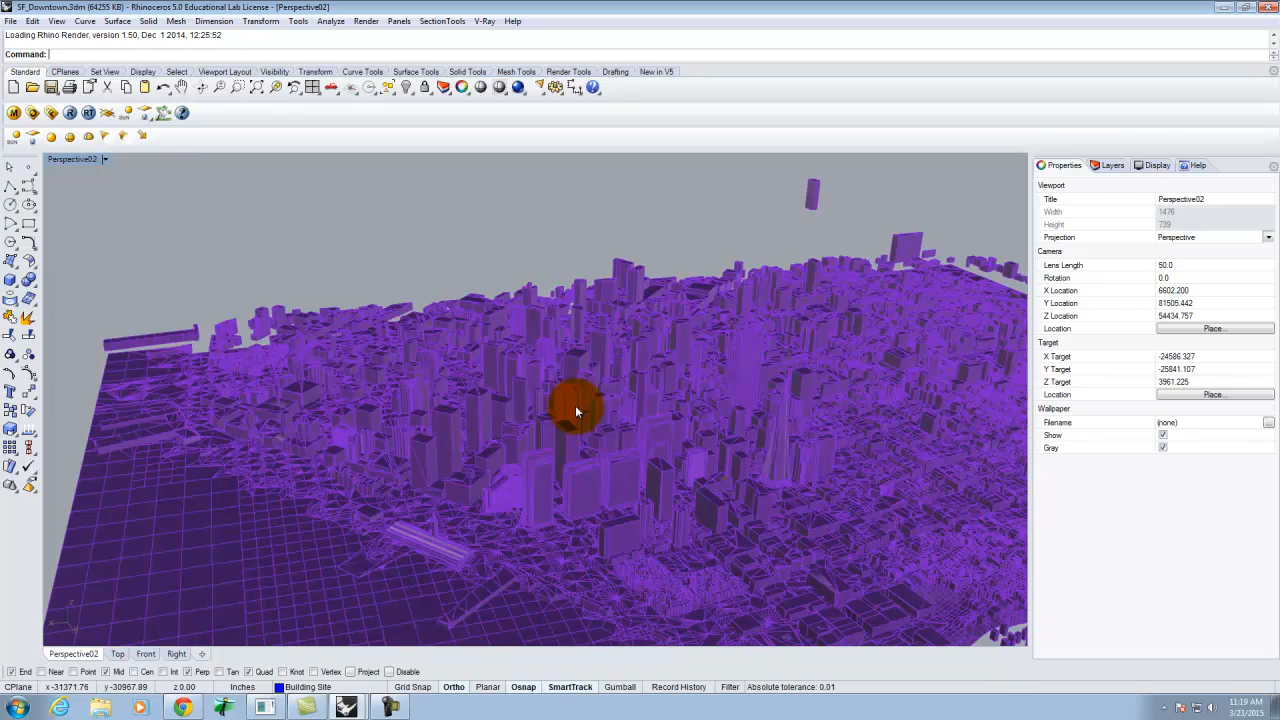 SF_Downtown.3dm (64255 KB) - Rhinoceros 5.0 Educational Lab License - [Perspective02]
File Edit View Curve Surface Solid Mesh Dimension Transform Tools Analyze Render Panels SectionTools V-Ray Help
Loading Rhino Render, version 1.50, Dec 1 2014, 12:25:52
Command:
Standard CPlanes Set View Display Select Viewport Layout Visibility Transform Curve Tools Surface Tools Solid Tools Mesh Tools Render Tools Drafting New in V5
M R RT SUN ?
SUN
Perspective02
Properties Layers Display Help
Viewport
Title Perspective02
Width 1476
Height 739
Projection Perspective
Camera
Lens Length 50.0
Rotation 0.0
X Location 6602.200
Y Location 81505.442
Z Location 54434.757
Location Place...
Target
X Target -24586.327
Y Target -25841.107
Z Target 3961.225
Location Place...
Wallpaper
Filename (none)
Show
Gray
z
x y
Perspective02 Top Front Right
End Near Point Mid Cen Int Perp Tan Quad Knot Vertex Project Disable
CPlane x -31371.76 y -30967.89 z 0.00 Inches Building Site Grid Snap Ortho Planar Osnap SmartTrack Gumball Record History Filter Absolute tolerance: 0.01
11:19 AM
3/23/2015